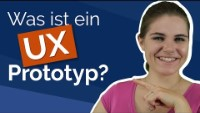 Was ist ein
UX
Prototyp?